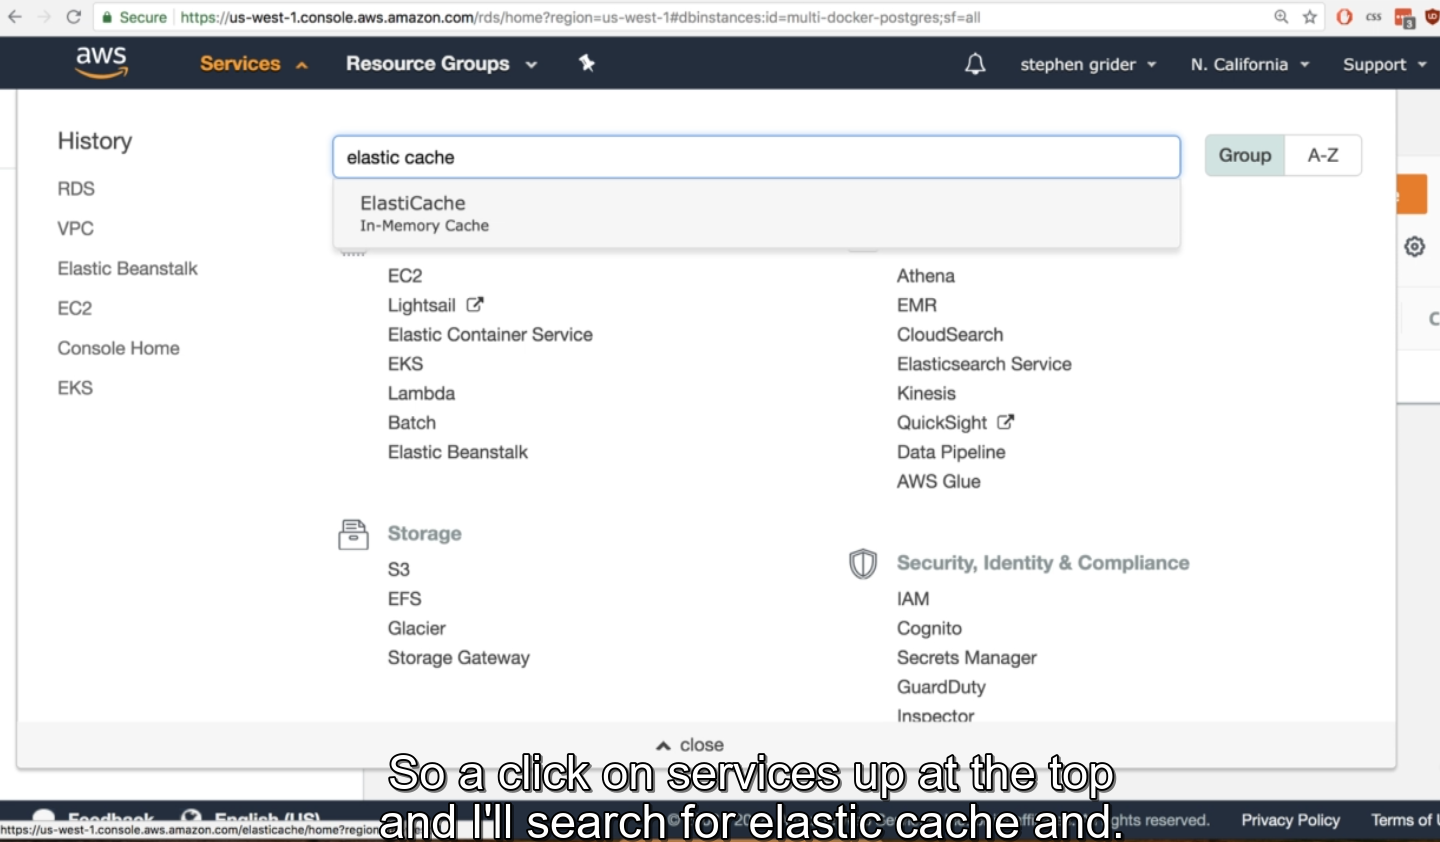 Secure https://us-west-1.console.aws.amazon.com/rds/home?region=us-west-1#dbinstances:id=multi-docker-postgres;sf=all
css
3
aws
Services
Resource Groups
stephen grider
N. California
Support
History
RDS
VPC
Elastic Beanstalk
EC2
Console Home
EKS
elastic cache
Group
A-Z
ElastiCache
In-Memory Cache
EC2
Lightsail
Elastic Container Service
EKS
Lambda
Batch
Elastic Beanstalk
Storage
S3
EFS
Glacier
Storage Gateway
Athena
EMR
CloudSearch
Elasticsearch Service
Kinesis
QuickSight
Data Pipeline
AWS Glue
Security, Identity & Compliance
IAM
Cognito
Secrets Manager
GuardDuty
Inspector
close
So a click on services up at the top
and I'll search for elastic cache and.
Feedback
English (US)
https://us-west-1.console.aws.amazon.com/elasticache/home?region
rights reserved.
Privacy Policy
Terms of